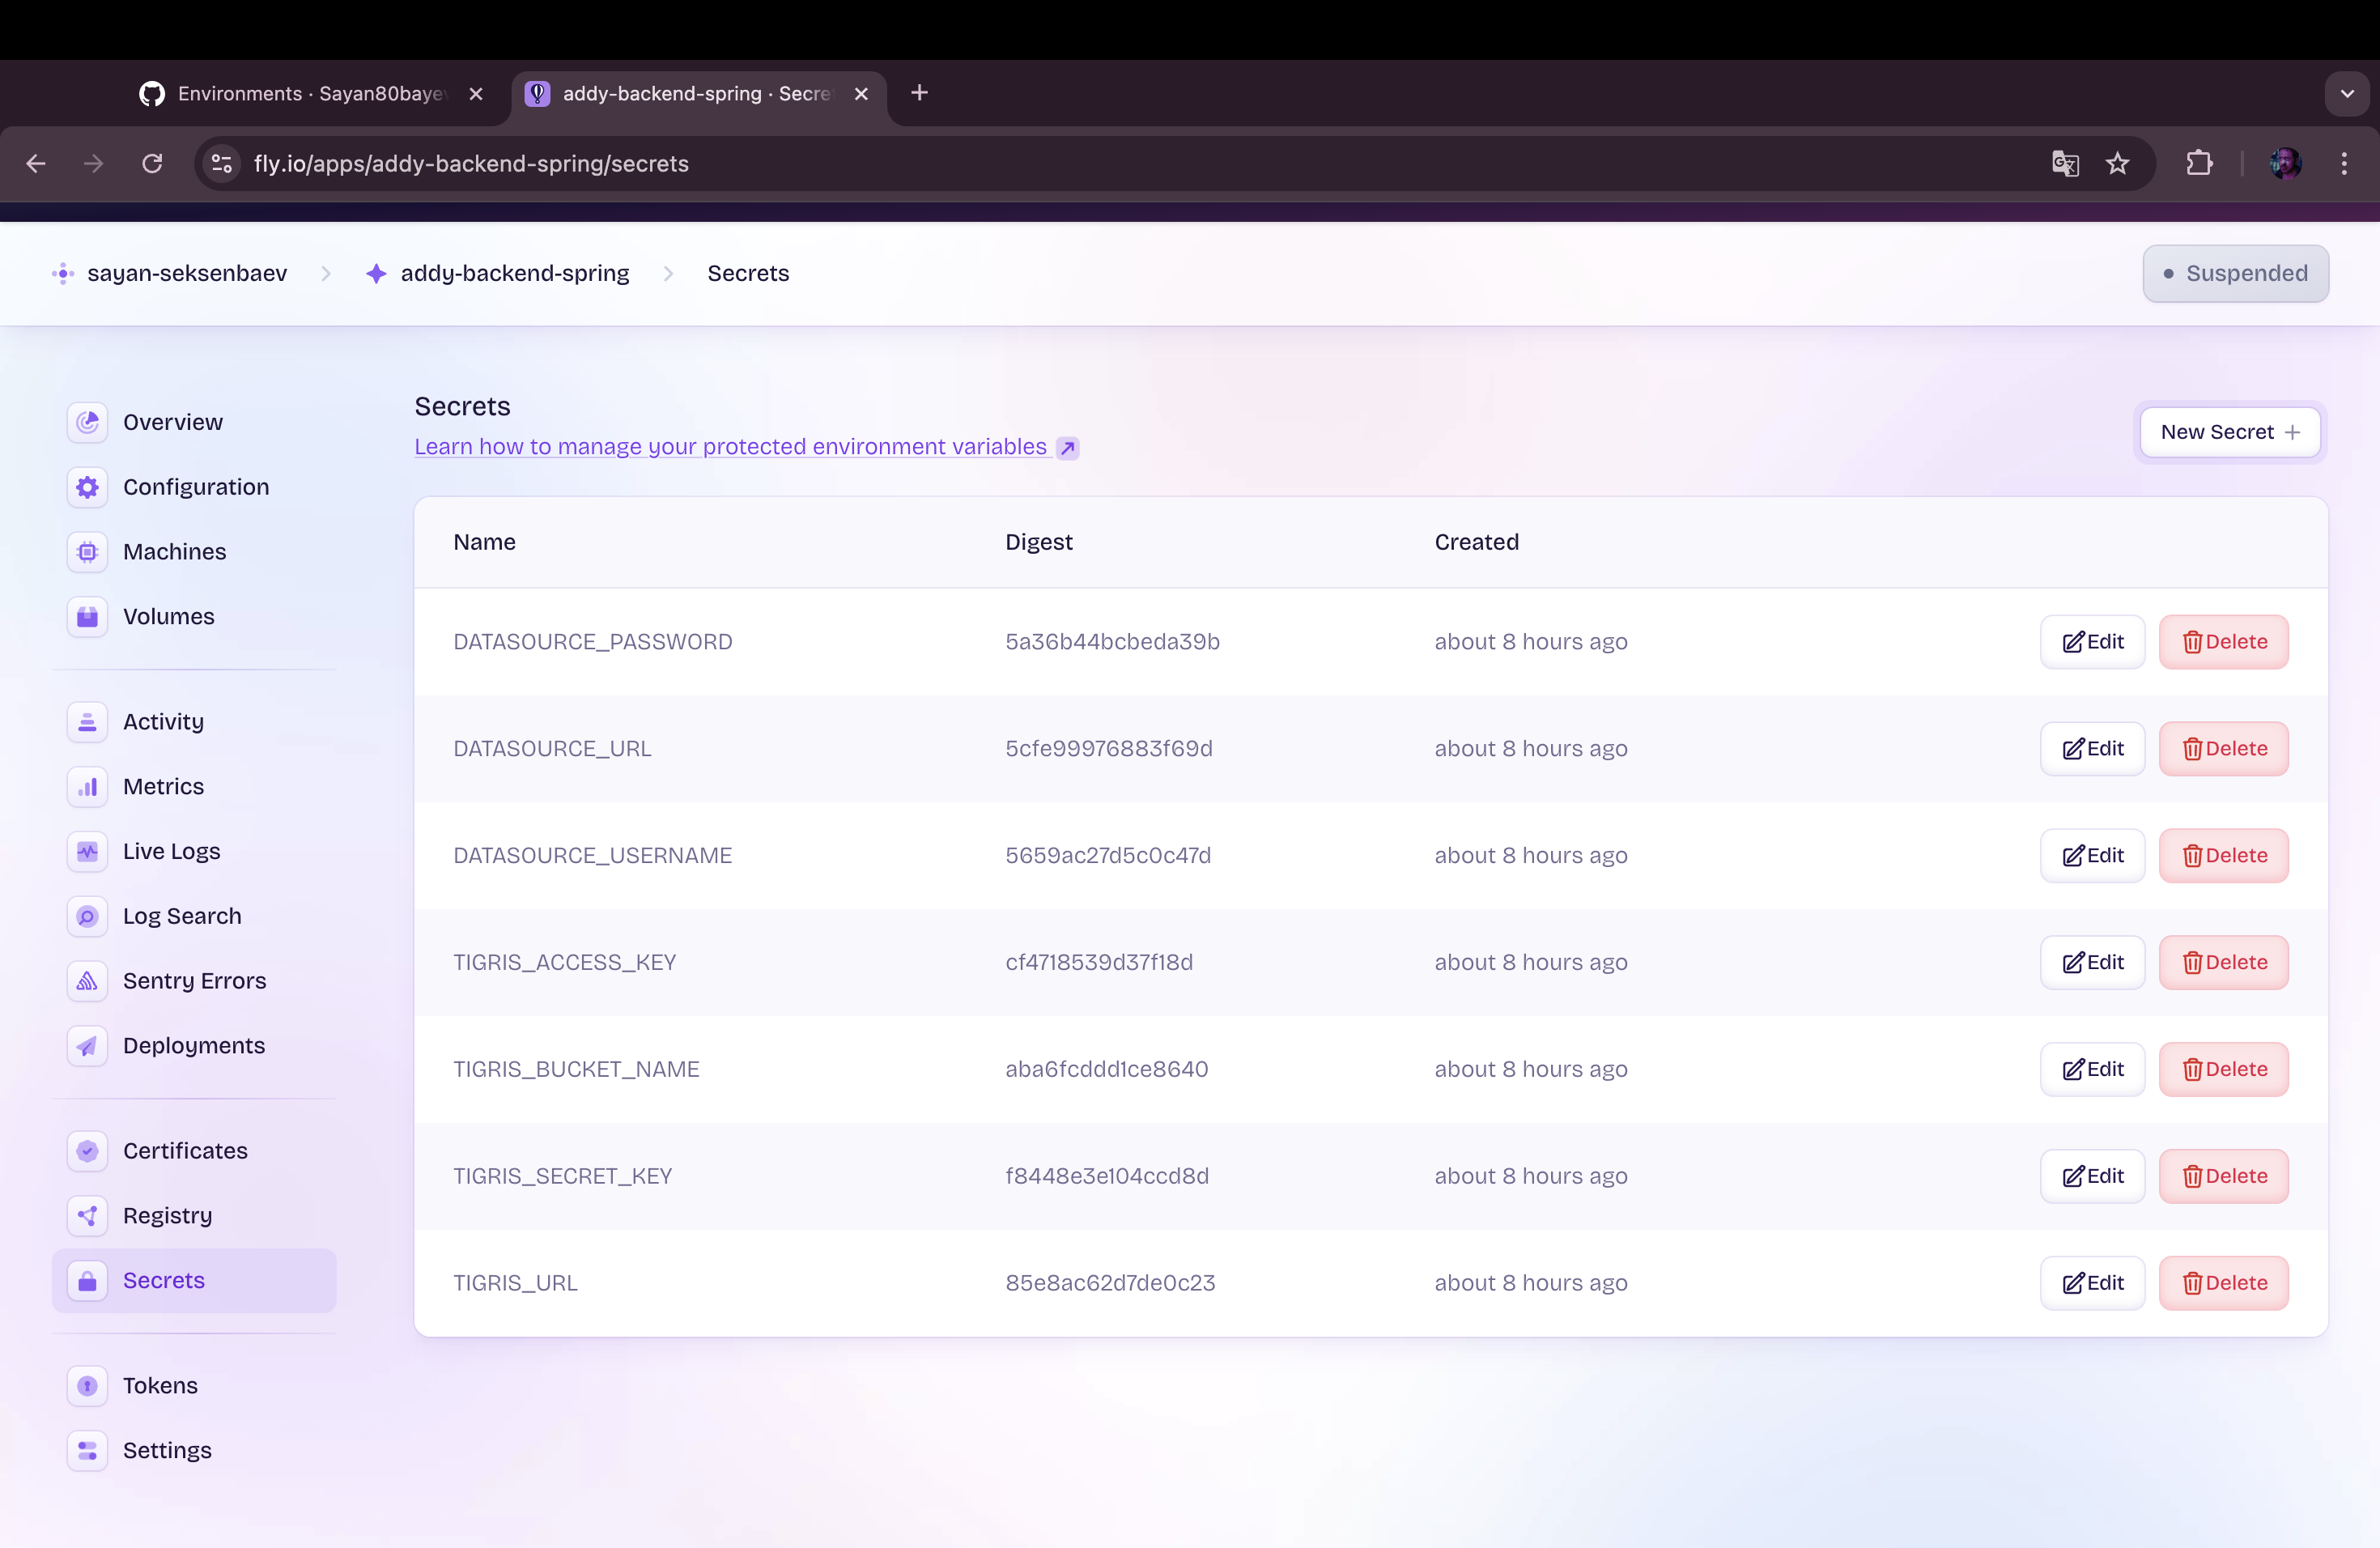 Environments · Sayan80baye
addy-backend-spring · Secre
fly.io/apps/addy-backend-spring/secrets
sayan-seksenbaev addy-backend-spring Secrets
Suspended
Overview
Configuration
Machines
Volumes
Activity
Metrics
Live Logs
Log Search
Sentry Errors
Deployments
Certificates
Registry
Secrets
Tokens
Settings
Secrets
Learn how to manage your protected environment variables
New Secret
Name Digest Created
DATASOURCE_PASSWORD 5a36b44bcbeda39b about 8 hours ago Edit Delete
DATASOURCE_URL 5cfe99976883f69d about 8 hours ago Edit Delete
DATASOURCE_USERNAME 5659ac27d5c0c47d about 8 hours ago Edit Delete
TIGRIS_ACCESS_KEY cf4718539d37f18d about 8 hours ago Edit Delete
TIGRIS_BUCKET_NAME aba6fcddd1ce8640 about 8 hours ago Edit Delete
TIGRIS_SECRET_KEY f8448e3e104ccd8d about 8 hours ago Edit Delete
TIGRIS_URL 85e8ac62d7de0c23 about 8 hours ago Edit Delete